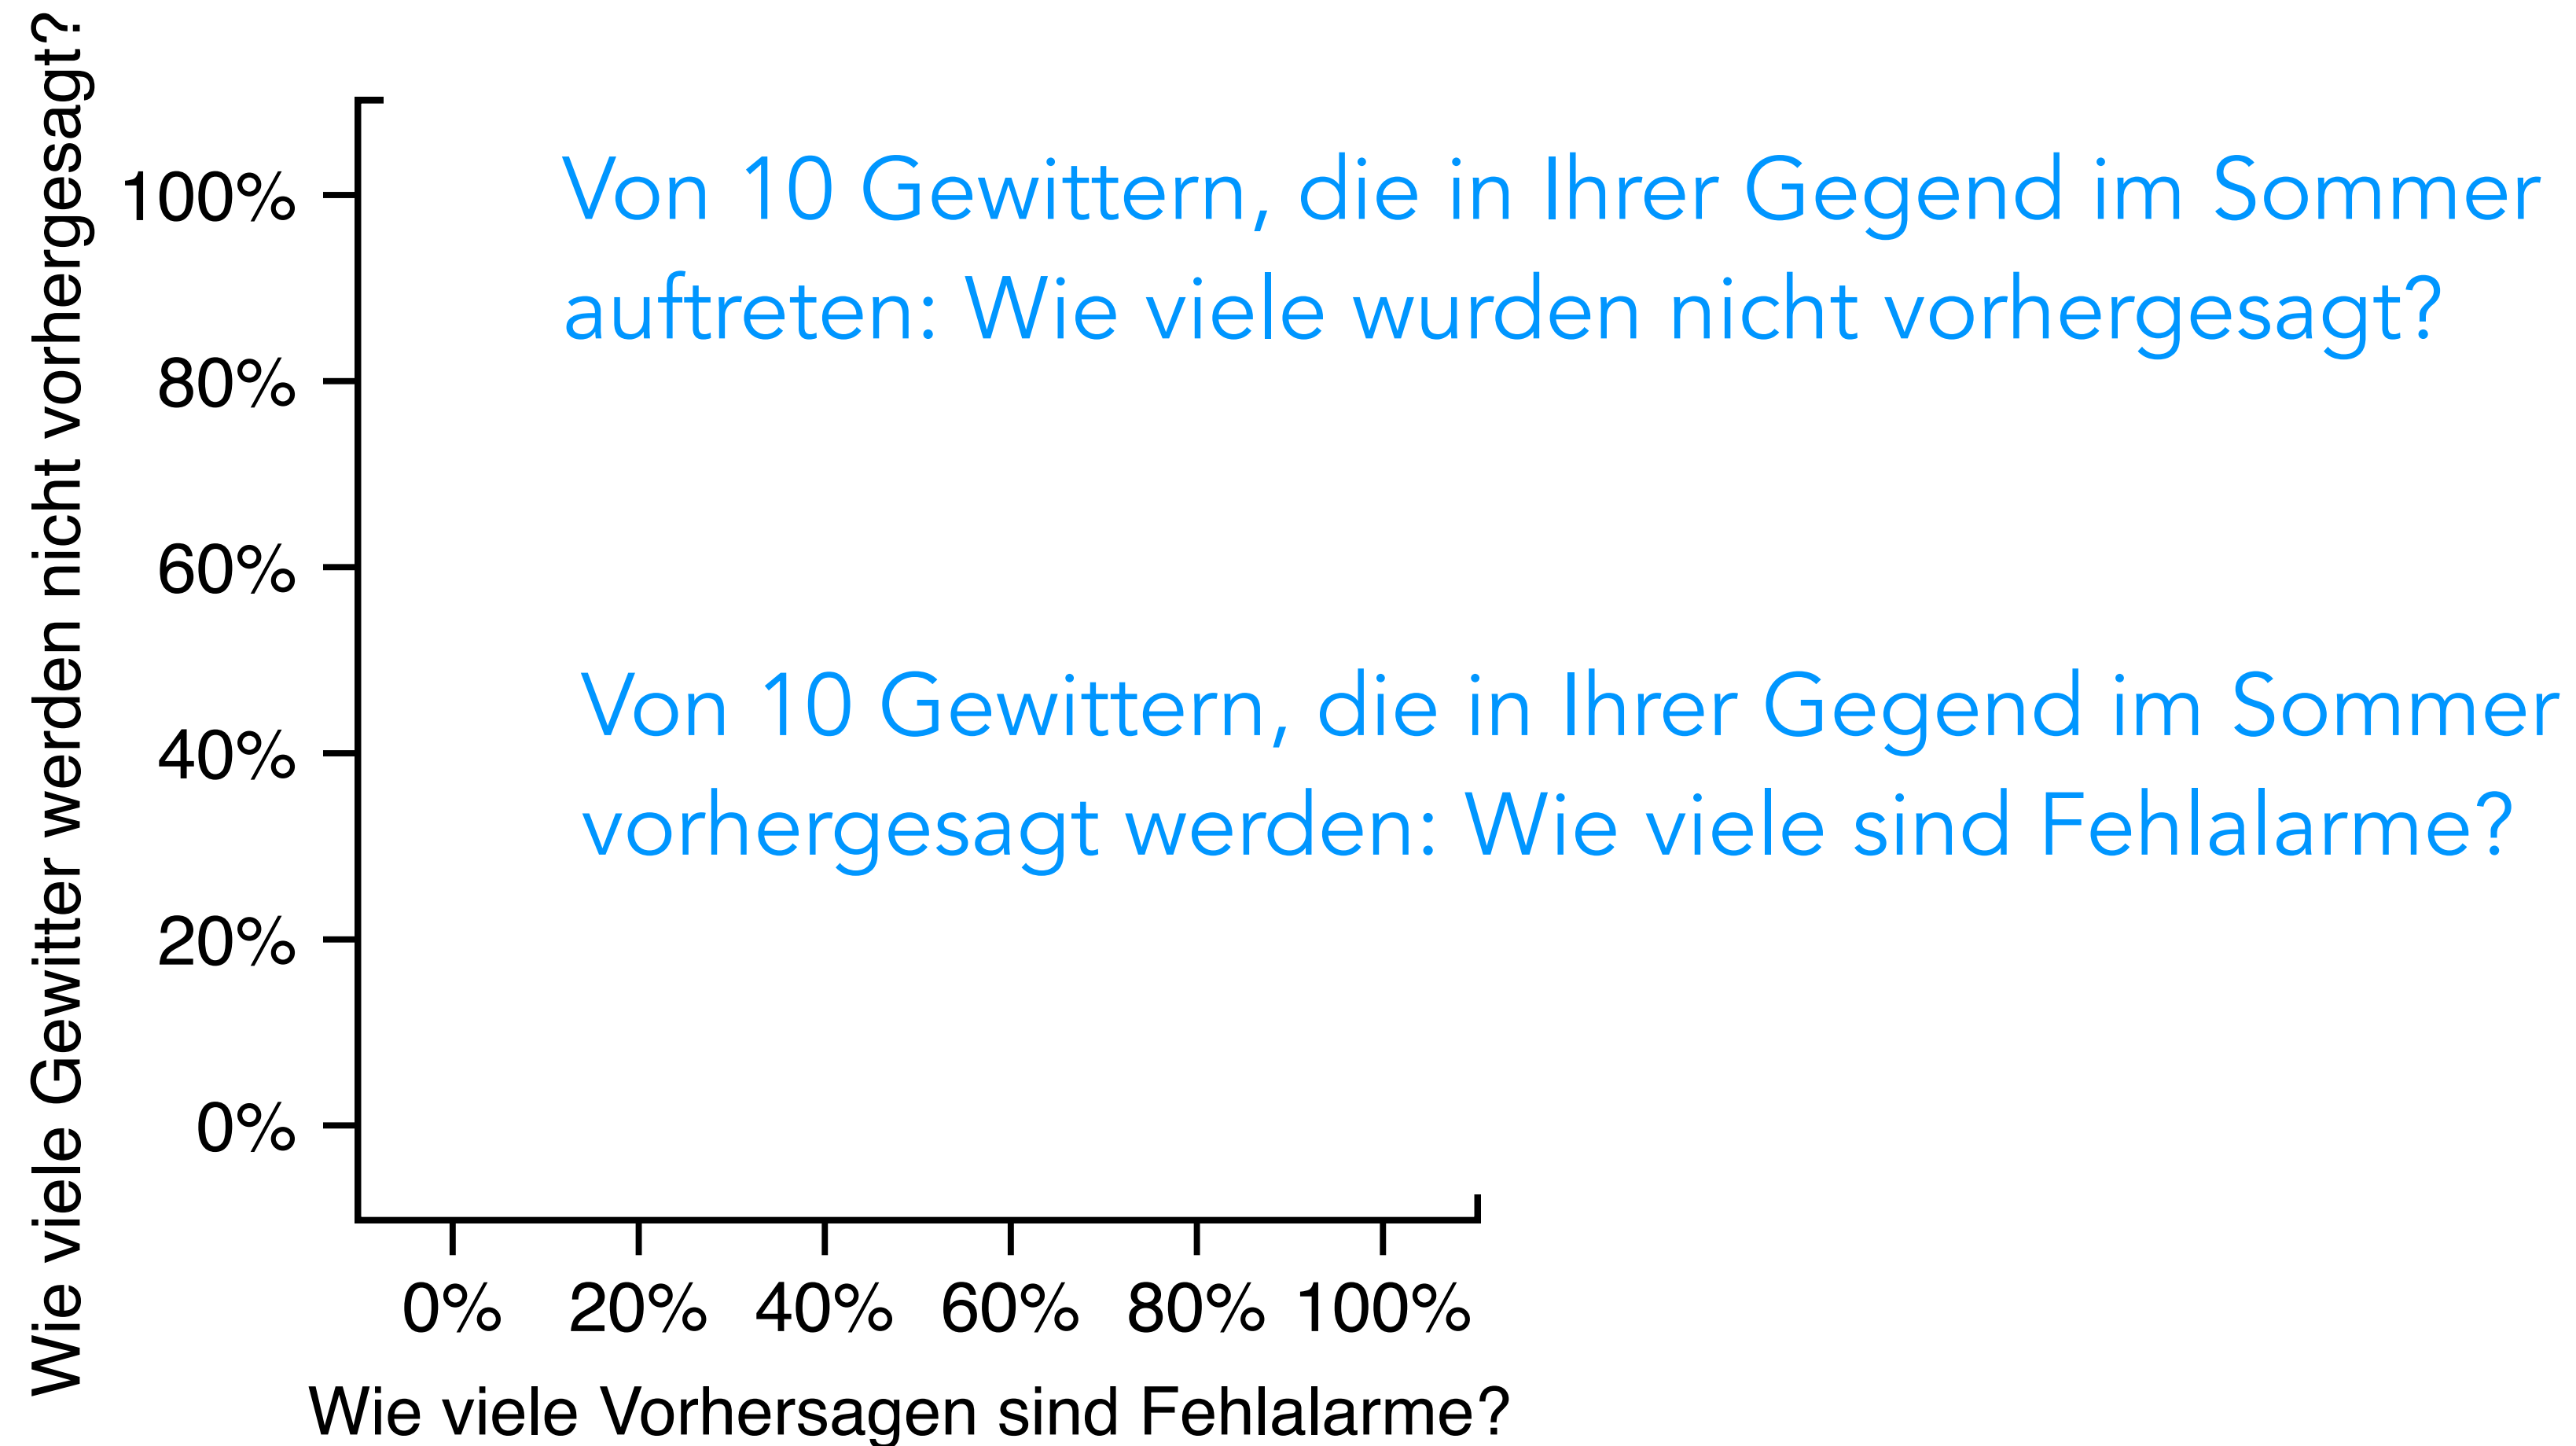 Wie viele Gewitter werden nicht vorhergesagt?
100%
80%
60%
40%
20%
0%
Von 10 Gewittern, die in Ihrer Gegend im Sommer
auftreten: Wie viele wurden nicht vorhergesagt?
Von 10 Gewittern, die in Ihrer Gegend im Sommer
vorhergesagt werden: Wie viele sind Fehlalarme?
0% 20% 40% 60% 80% 100%
Wie viele Vorhersagen sind Fehlalarme?